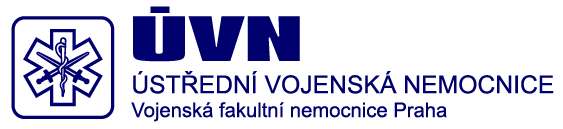 ÚVN
ÚSTŘEDNÍ VOJENSKÁ NEMOCNICE
Vojenská fakultní nemocnice Praha